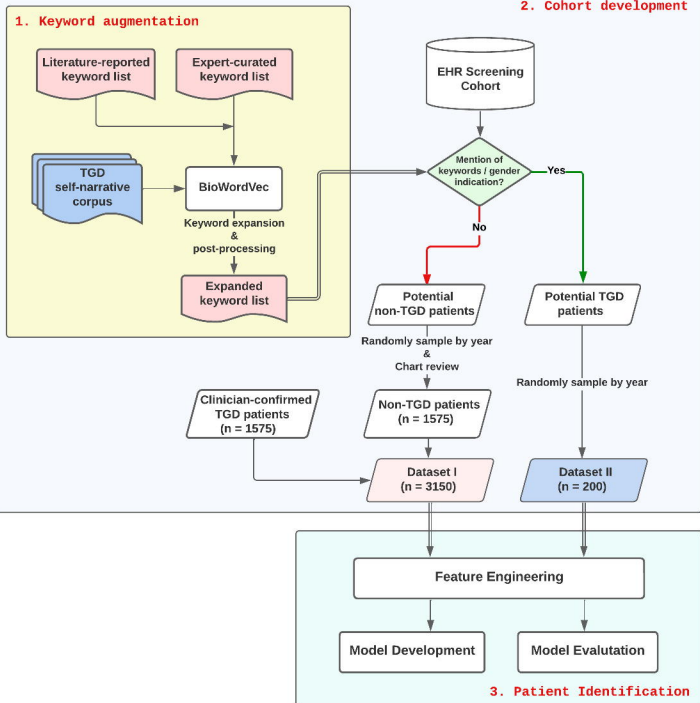 1. Keyword augmentation
2. Cohort development
Literature-reported
keyword list
Expert-curated
keyword list
TGD
self-narrative
corpus
BioWordVec
Keyword expansion
&
post-processing
Expanded
keyword list
EHR Screening
Cohort
Mention of
keywords / gender
indication?
Yes
No
Potential
non-TGD patients
Potential TGD
patients
Randomly sample by year
&
Chart review
Randomly sample by year
Clinician-confirmed
TGD patients
(n = 1575)
Non-TGD patients
(n = 1575)
Dataset I
(n = 3150)
Dataset II
(n = 200)
Feature Engineering
Model Development
Model Evalutation
3. Patient Identification